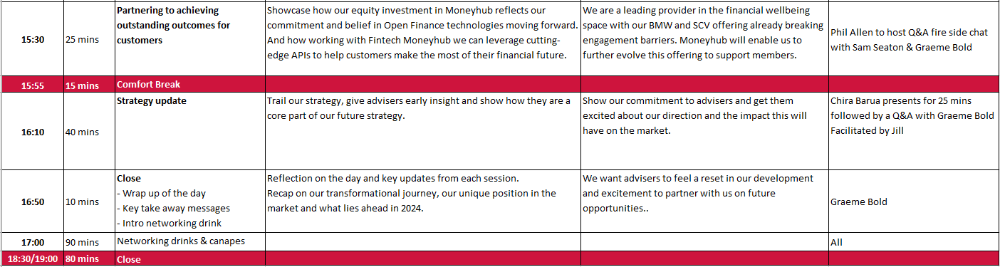 15:30
25 mins
Partnering to achieving
outstanding outcomes for
customers
Showcase how our equity investment in Moneyhub reflects our
commitment and belief in Open Finance technologies moving forward.
And how working with Fintech Moneyhub we can leverage cutting-
edge APIs to help customers make the most of their financial future.
We are a leading provider in the financial wellbeing
space with our BMW and SCV offering already breaking
engagement barriers. Moneyhub will enable us to
further evolve this offering to support members.
Phil Allen to host Q&A fire side chat
with Sam Seaton & Graeme Bold
15:55
15 mins
Comfort Break
16:10
40 mins
Strategy update
Trail our strategy, give advisers early insight and show how they are a
core part of our future strategy.
Show our commitment to advisers and get them
excited about our direction and the impact this will
have on the market.
Chira Barua presents for 25 mins
followed by a Q&A with Graeme Bold
Facilitated by Jill
16:50
10 mins
Close
- Wrap up of the day
- Key take away messages
- Intro networking drink
Reflection on the day and key updates from each session.
Recap on our transformational journey, our unique position in the
market and what lies ahead in 2024.
We want advisers to feel a reset in our development
and excitement to partner with us on future
opportunities..
Graeme Bold
17:00
90 mins
Networking drinks & canapes
All
18:30/19:00
80 mins
Close